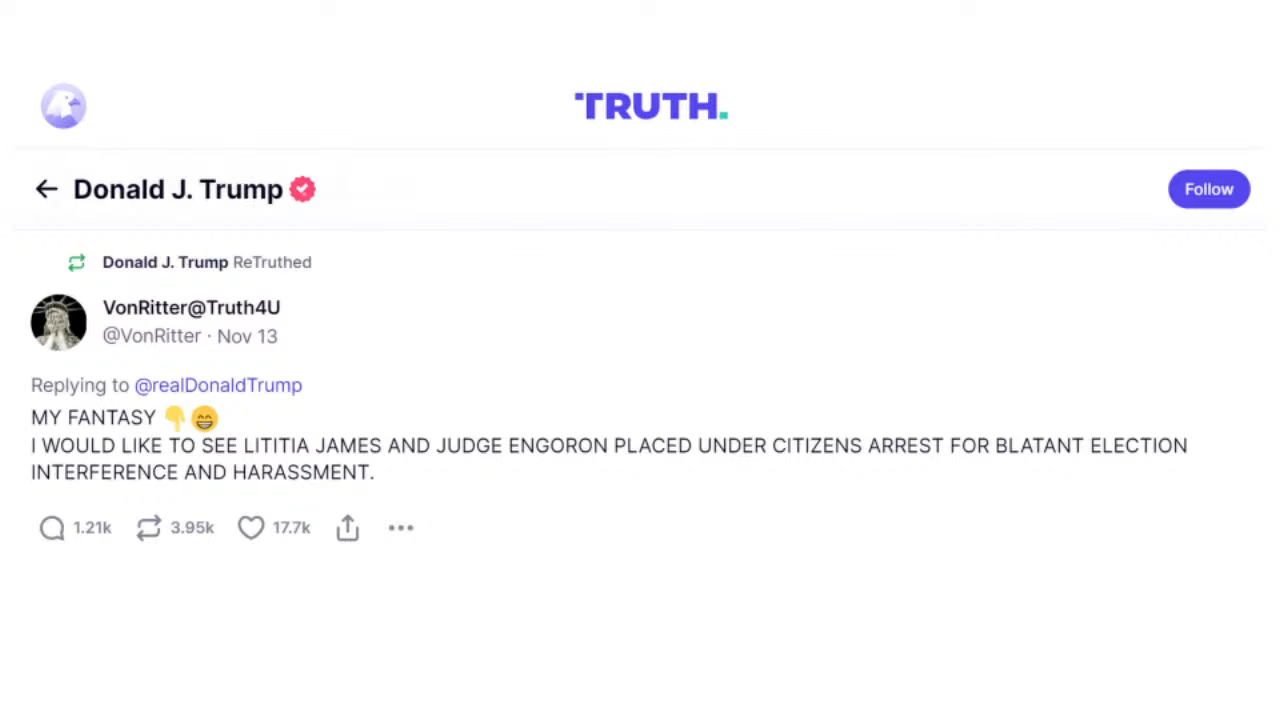 TRUTH.
Donald J. Trump
Follow
Donald J. Trump ReTruthed
VonRitter@Truth4U
@VonRitter · Nov 13
Replying to @realDonaldTrump
MY FANTASY 👇😁
I WOULD LIKE TO SEE LITITIA JAMES AND JUDGE ENGORON PLACED UNDER CITIZENS ARREST FOR BLATANT ELECTION
INTERFERENCE AND HARASSMENT.
1.21k 3.95k 17.7k